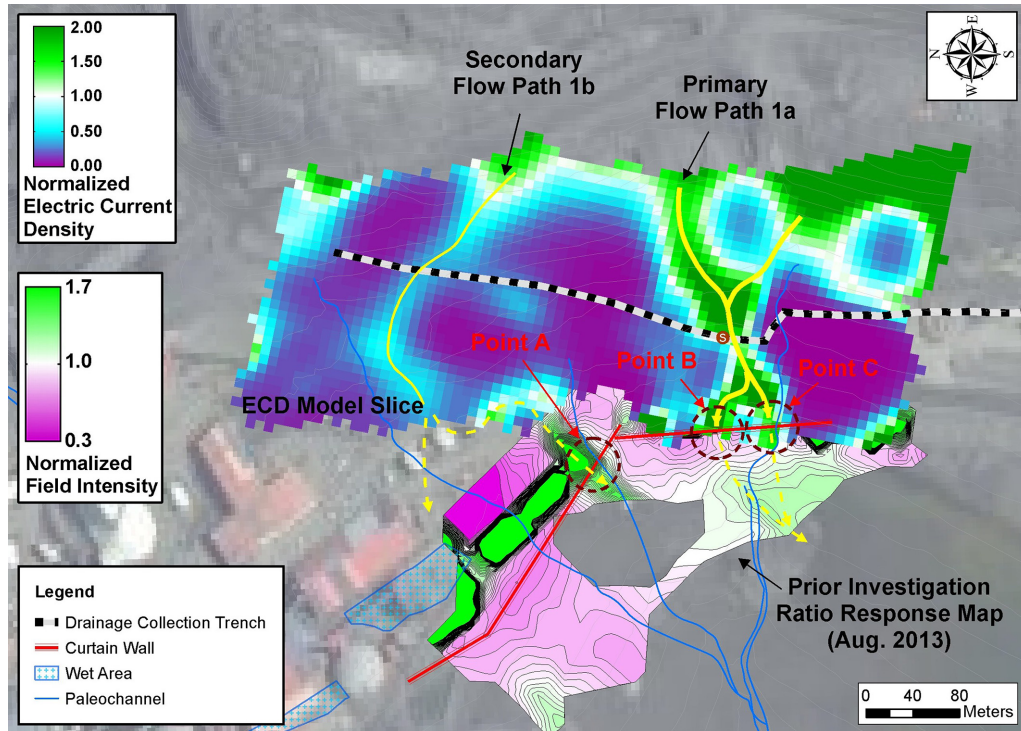 2.00
1.50
1.00
0.50
0.00
Normalized
Electric Current
Density
1.7
1.0
0.3
Normalized
Field Intensity
Secondary
Flow Path 1b
Primary
Flow Path 1a
E
N
S
W
S
Point A
Point B
Point C
ECD Model Slice
Prior Investigation
Ratio Response Map
(Aug. 2013)
Legend
Drainage Collection Trench
Curtain Wall
Wet Area
Paleochannel
0 40 80
Meters